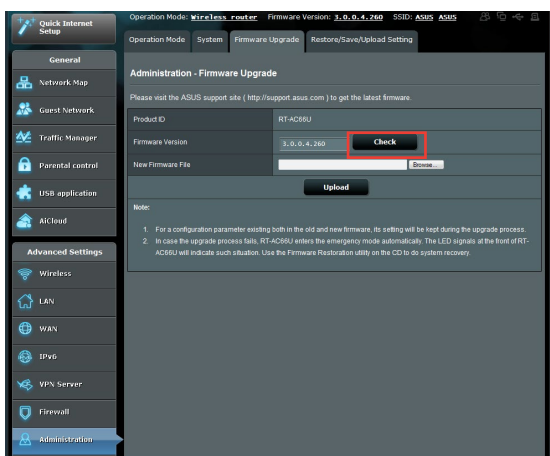 Quick Internet
Setup
Operation Mode: Wireless router Firmware Version: 3.0.0.4.260 SSID: ASUS ASUS
Operation Mode System Firmware Upgrade Restore/Save/Upload Setting
General
Network Map
Guest Network
Traffic Manager
Parental control
USB application
AiCloud
Advanced Settings
Wireless
LAN
WAN
IPv6
VPN Server
Firewall
Administration
Administration - Firmware Upgrade
Please visit the ASUS support site ( http://support.asus.com ) to get the latest firmware.
Product ID RT-AC66U
Firmware Version 3.0.0.4.260 Check
New Firmware File Browse...
Upload
Note:
1. For a configuration parameter existing both in the old and new firmware, its setting will be kept during the upgrade process.
2. In case the upgrade process fails, RT-AC66U enters the emergency mode automatically. The LED signals at the front of RT-
AC66U will indicate such situation. Use the Firmware Restoration utility on the CD to do system recovery.